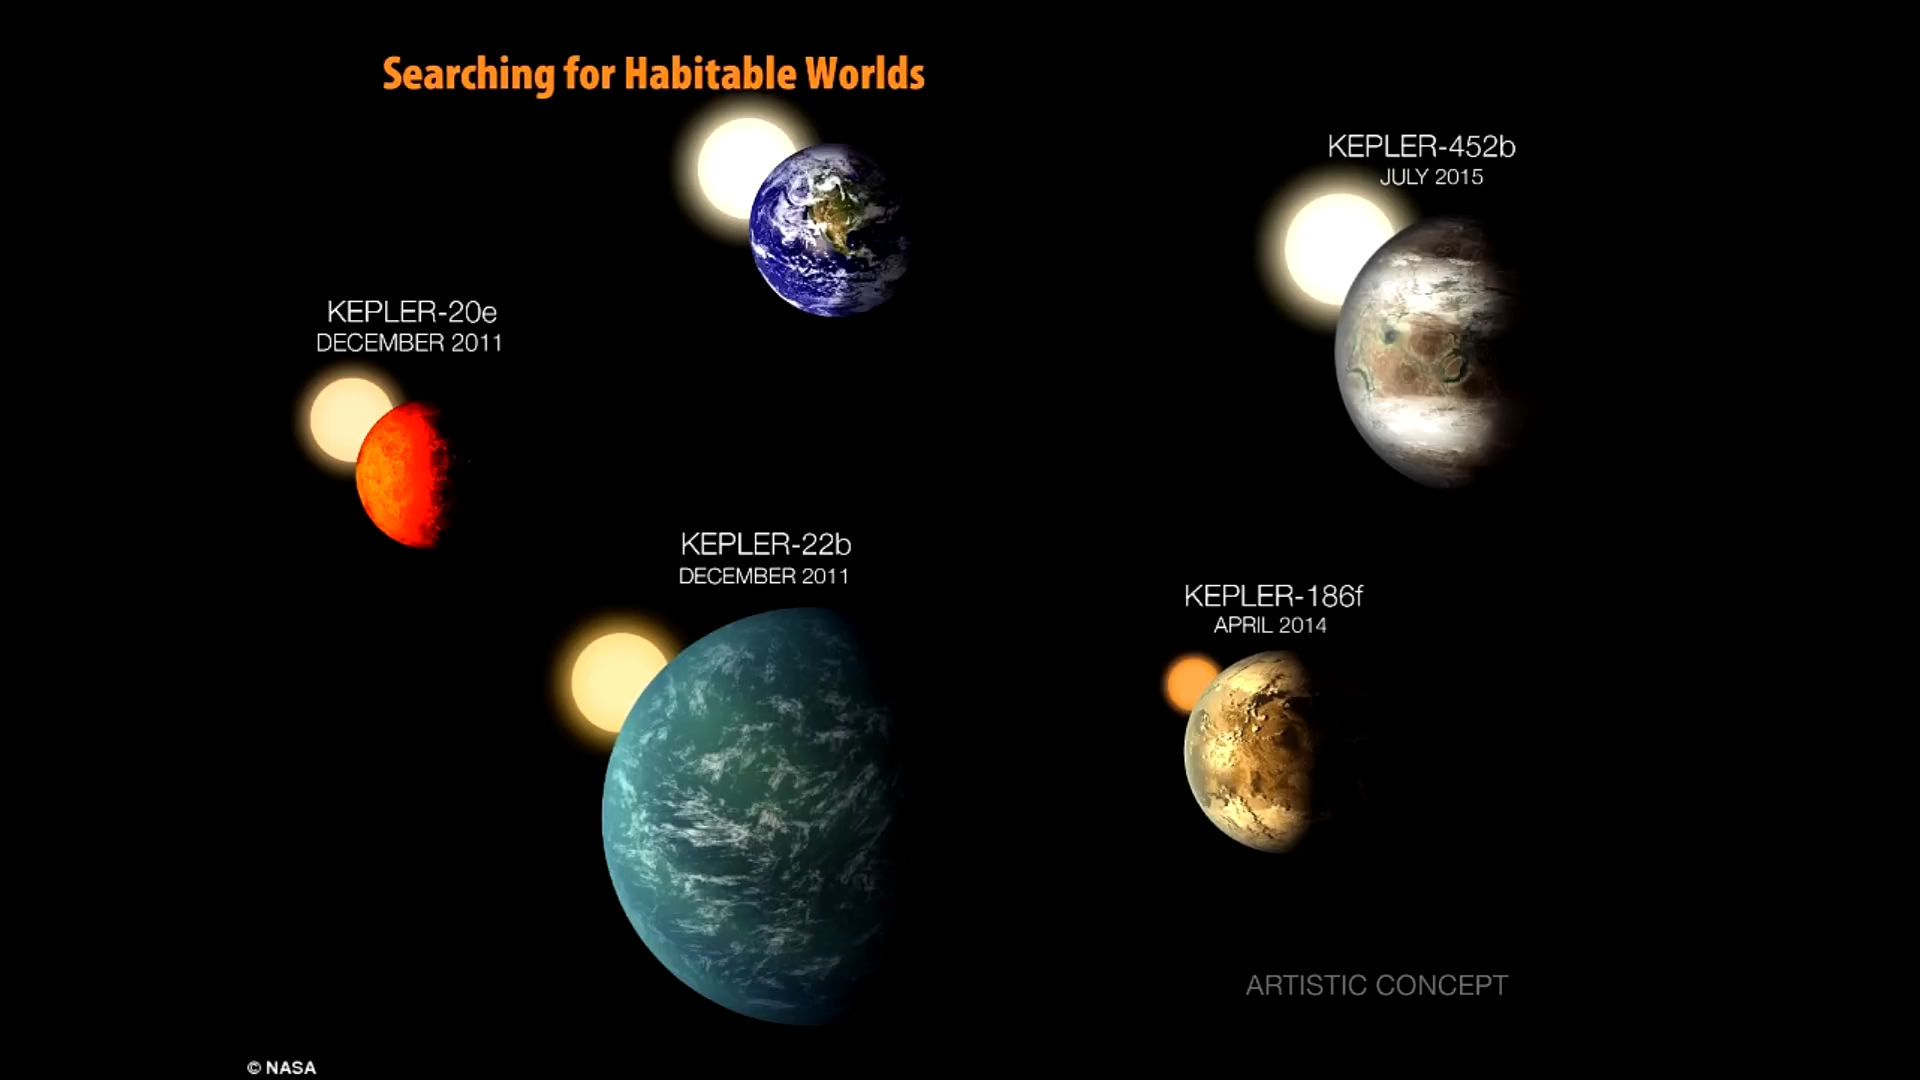 Searching for Habitable Worlds
KEPLER-452b
JULY 2015
KEPLER-20e
DECEMBER 2011
KEPLER-22b
DECEMBER 2011
KEPLER-186f
APRIL 2014
ARTISTIC CONCEPT
© NASA